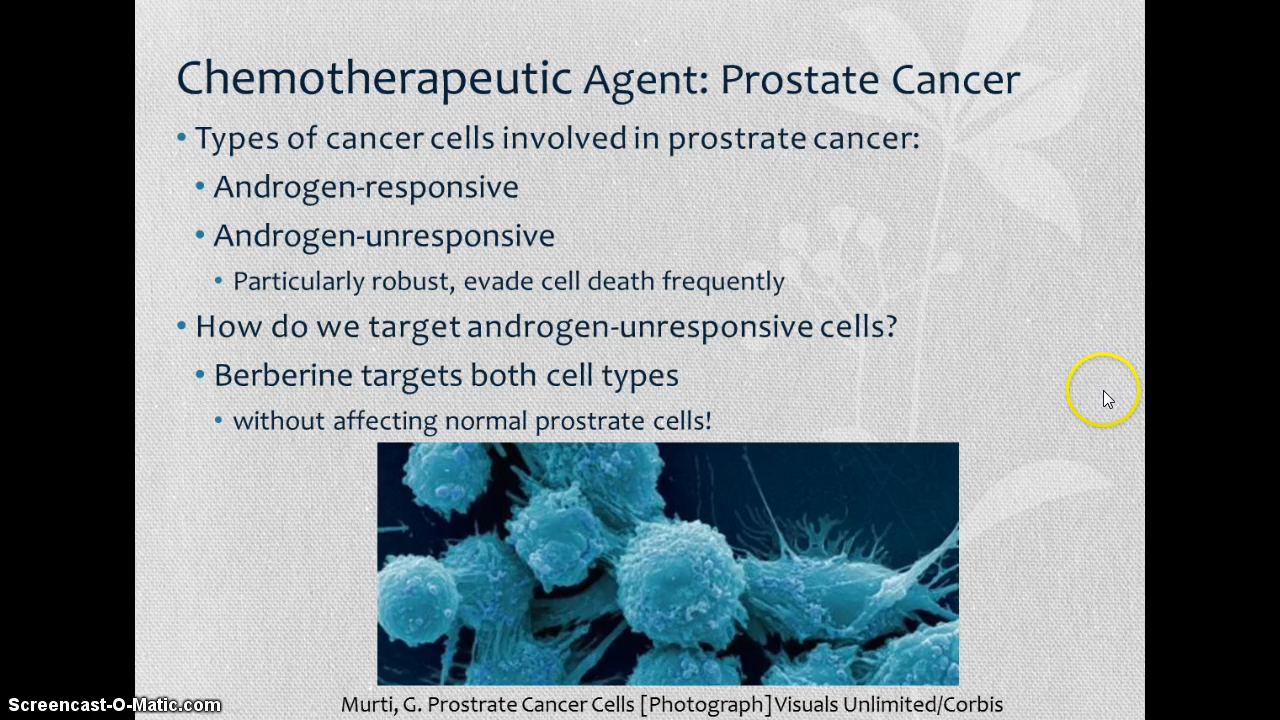 Chemotherapeutic Agent: Prostate Cancer
• Types of cancer cells involved in prostrate cancer:
• Androgen-responsive
• Androgen-unresponsive
• Particularly robust, evade cell death frequently
• How do we target androgen-unresponsive cells?
• Berberine targets both cell types
• without affecting normal prostrate cells!
Murti, G. Prostrate Cancer Cells [Photograph] Visuals Unlimited/Corbis
Screencast-O-Matic.com